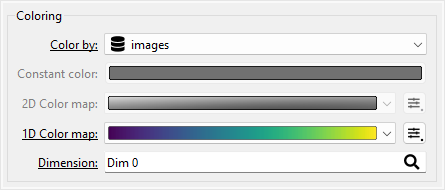 Coloring
Color by: images
Constant color:
2D Color map:
1D Color map:
Dimension: Dim 0